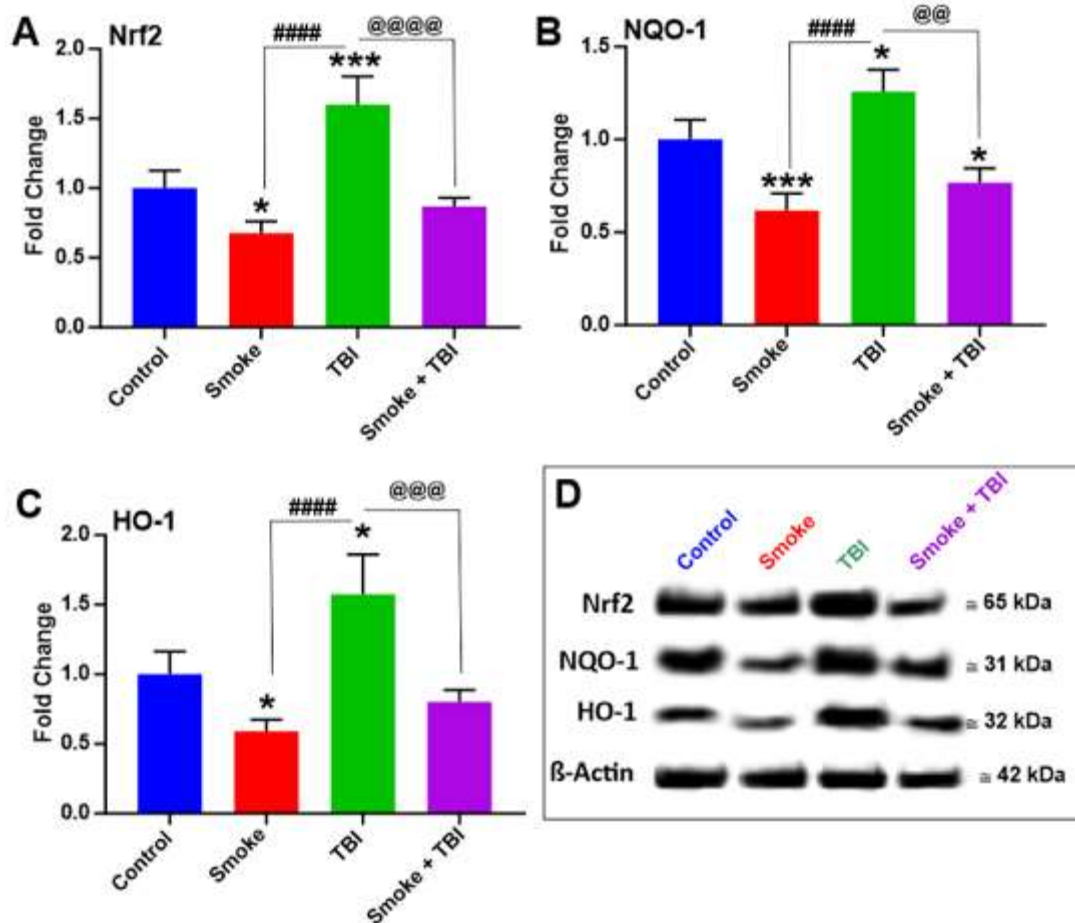 A Nrf2
#### @@@@
***
*
Fold Change
2.0
1.5
1.0
0.5
0.0
Control
Smoke
TBI
Smoke + TBI
B NQO-1
#### @@
*
***
*
Fold Change
1.5
1.0
0.5
0.0
Control
Smoke
TBI
Smoke + TBI
C HO-1
#### @@@
*
*
Fold Change
2.0
1.5
1.0
0.5
0.0
Control
Smoke
TBI
Smoke + TBI
D
Control Smoke TBI Smoke + TBI
Nrf2 ≅ 65 kDa
NQO-1 ≅ 31 kDa
HO-1 ≅ 32 kDa
ß-Actin ≅ 42 kDa